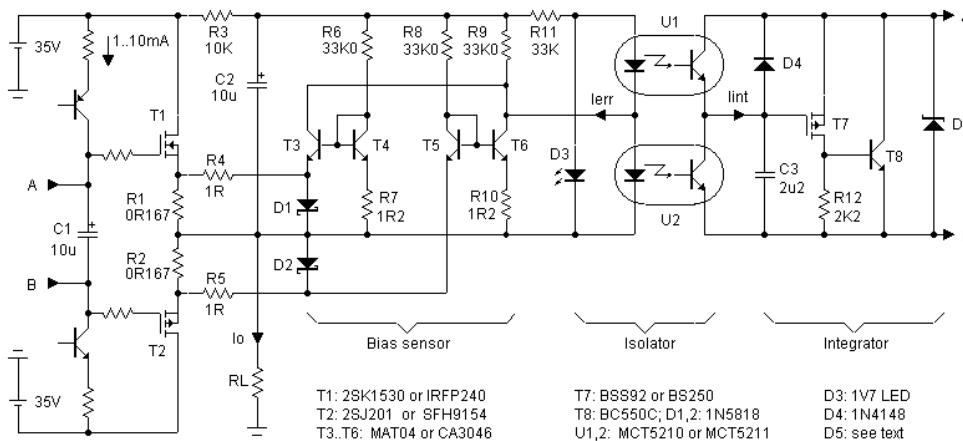 35V
1..10mA
R3
10K
R6
33K0
R8
33K0
R9
33K0
R11
33K
U1
C2
10u
+
T1
D4
Ierr
Iint
T7
D
T3
T4
T5
T6
T8
A
R4
1R
D3
C3
2u2
R1
0R167
D1
R7
1R2
R10
1R2
R12
2K2
C1
10u
+
U2
R2
0R167
D2
B
R5
1R
T2
Io
Bias sensor
Isolator
Integrator
RL
35V
T1: 2SK1530 or IRFP240
T2: 2SJ201 or SFH9154
T3..T6: MAT04 or CA3046
T7: BSS92 or BS250
T8: BC550C; D1,2: 1N5818
U1,2: MCT5210 or MCT5211
D3: 1V7 LED
D4: 1N4148
D5: see text